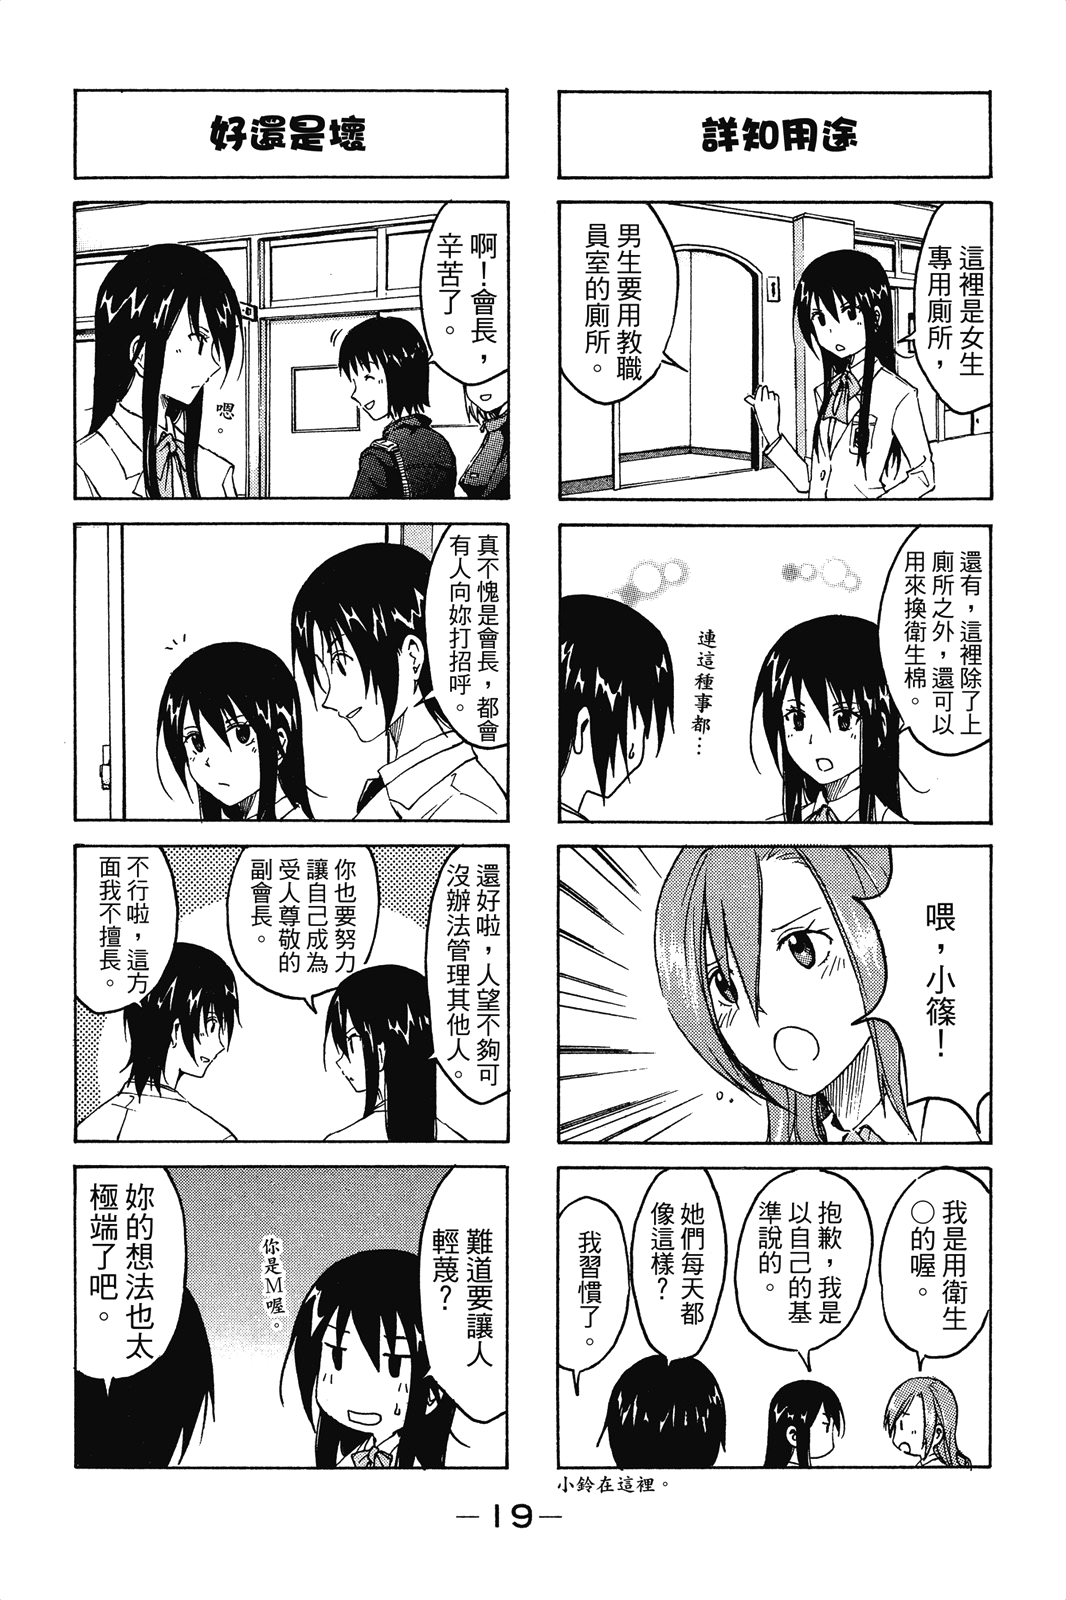 詳知用途
這裡是女生
專用廁所，
男生要用教職
員室的廁所。
還有，這裡除了上
廁所之外，還可以
用來換衛生棉。
連這種事都…
喂，小篠！
我是用衛生
○的喔。
抱歉，我是
以自己的基
準說的。
她們每天都
像這樣？
我習慣了。
小鈴在這裡。
好還是壞
啊！會長，
辛苦了。
嗯。
真不愧是會長，都會
有人向妳打招呼。
還好啦，人望不夠可
沒辦法管理其他人。
你也要努力
讓自己成為
受人尊敬的
副會長。
不行啦，這方
面我不擅長。
難道要讓人
輕蔑？
你是M喔。
妳的想法也太
極端了吧。
—19—